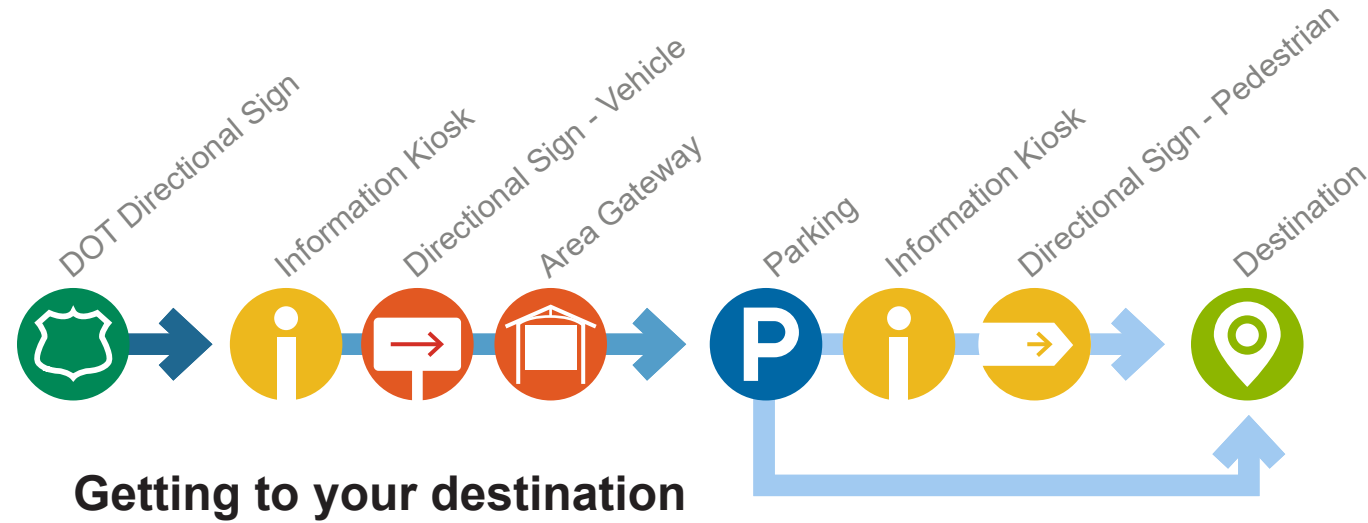 DOT Directional Sign
Information Kiosk
Directional Sign - Vehicle
Area Gateway
Parking
Information Kiosk
Directional Sign - Pedestrian
Destination
P
Getting to your destination